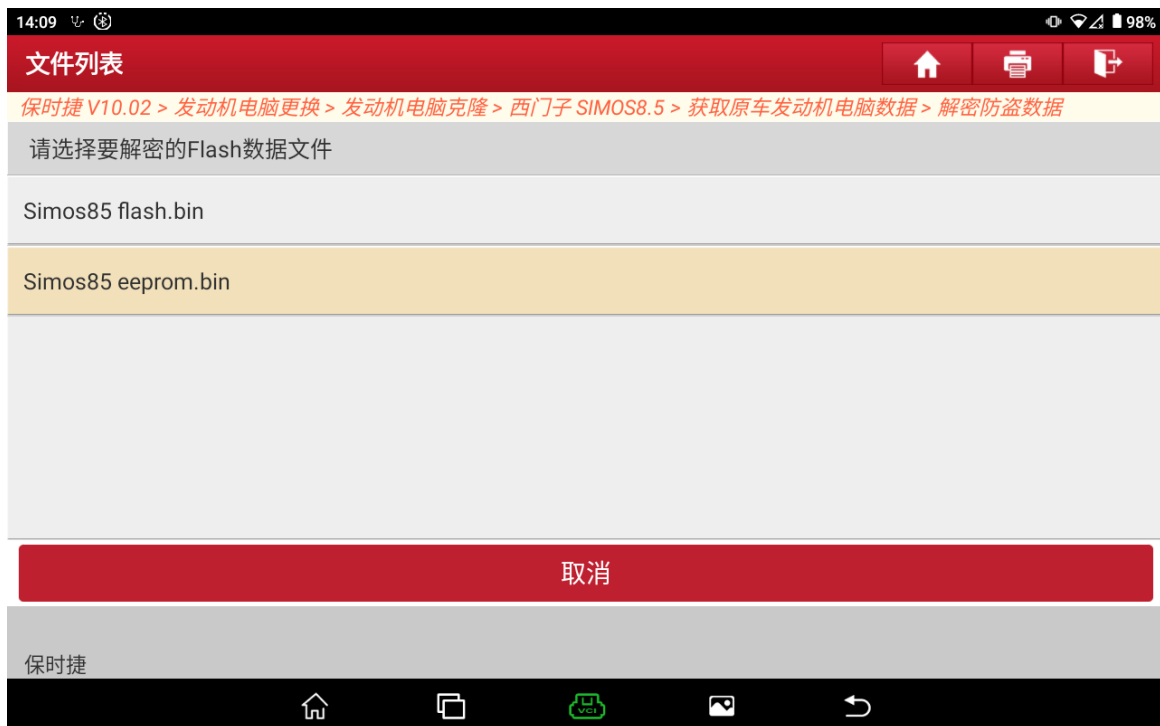 14:09 98%
文件列表
保时捷 V10.02 > 发动机电脑更换 > 发动机电脑克隆 > 西门子 SIMOS8.5 > 获取原车发动机电脑数据 > 解密防盗数据
请选择要解密的Flash数据文件
Simos85 flash.bin
Simos85 eeprom.bin
取消
保时捷
VCI